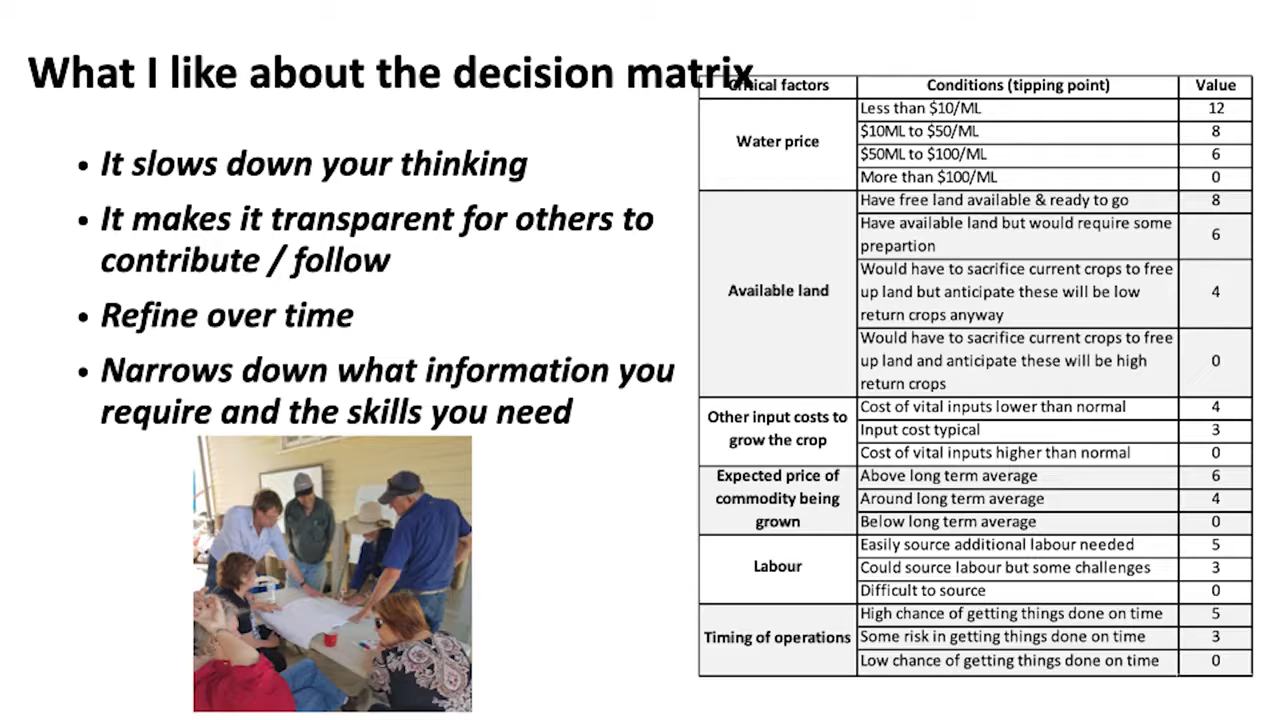 What I like about the decision matrix
• It slows down your thinking
• It makes it transparent for others to
contribute / follow
• Refine over time
• Narrows down what information you
require and the skills you need
Critical factors Conditions (tipping point) Value
Water price
Less than $10/ML 12
$10ML to $50/ML 8
$50ML to $100/ML 6
More than $100/ML 0
Available land
Have free land available & ready to go 8
Have available land but would require some
prepartion 6
Would have to sacrifice current crops to free
up land but anticipate these will be low 4
return crops anyway
Would have to sacrifice current crops to free
up land and anticipate these will be high 0
return crops
Other input costs to
grow the crop
Cost of vital inputs lower than normal 4
Input cost typical 3
Cost of vital inputs higher than normal 0
Expected price of
commodity being
grown
Above long term average 6
Around long term average 4
Below long term average 0
Labour
Easily source additional labour needed 5
Could source labour but some challenges 3
Difficult to source 0
Timing of operations
High chance of getting things done on time 5
Some risk in getting things done on time 3
Low chance of getting things done on time 0